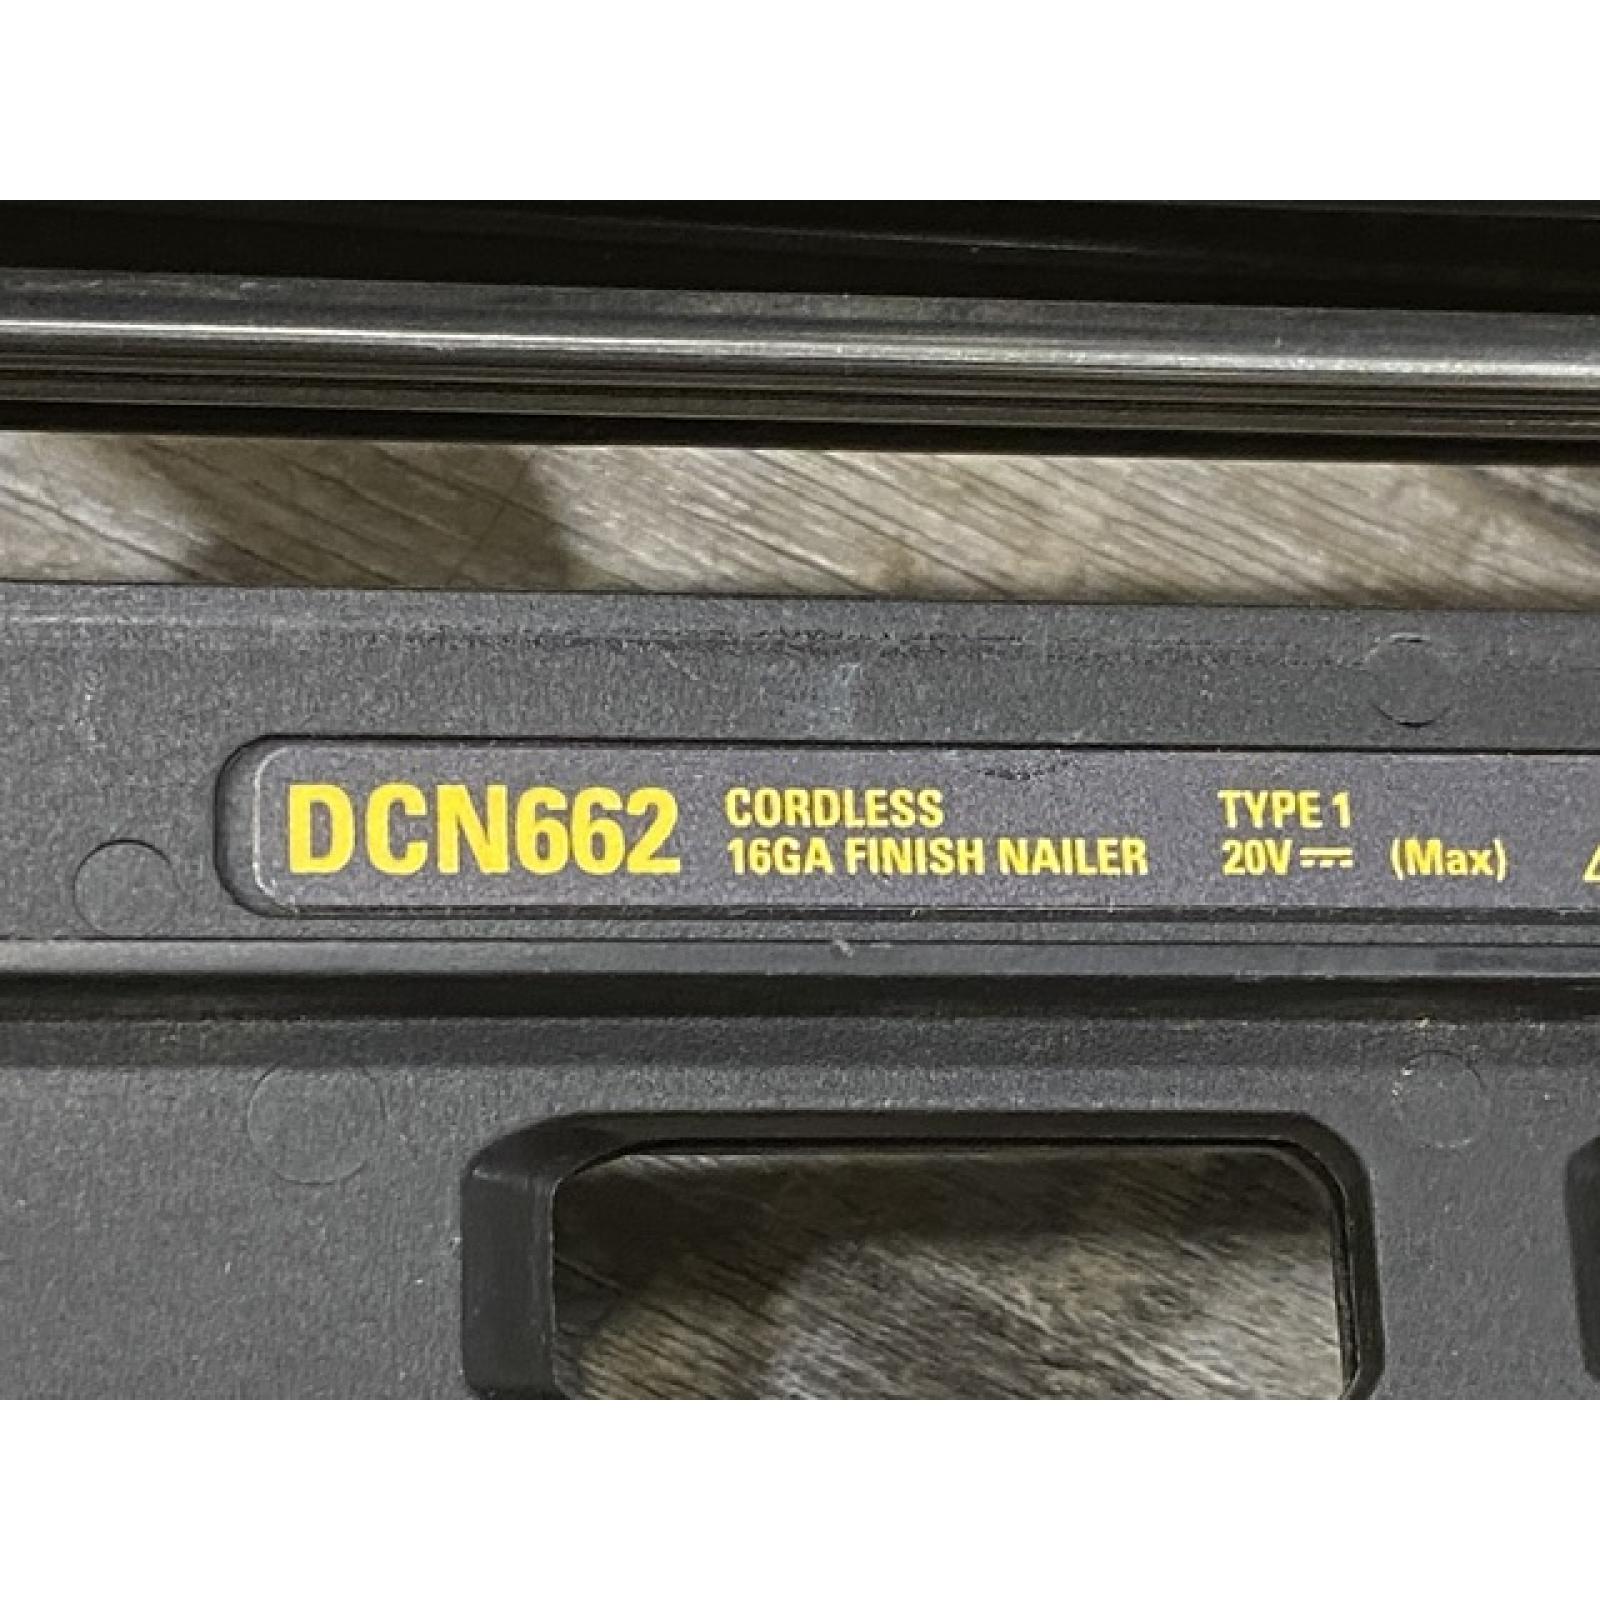 DCN662
CORDLESS
16GA FINISH NAILER
TYPE 1
20V⎓ (Max)